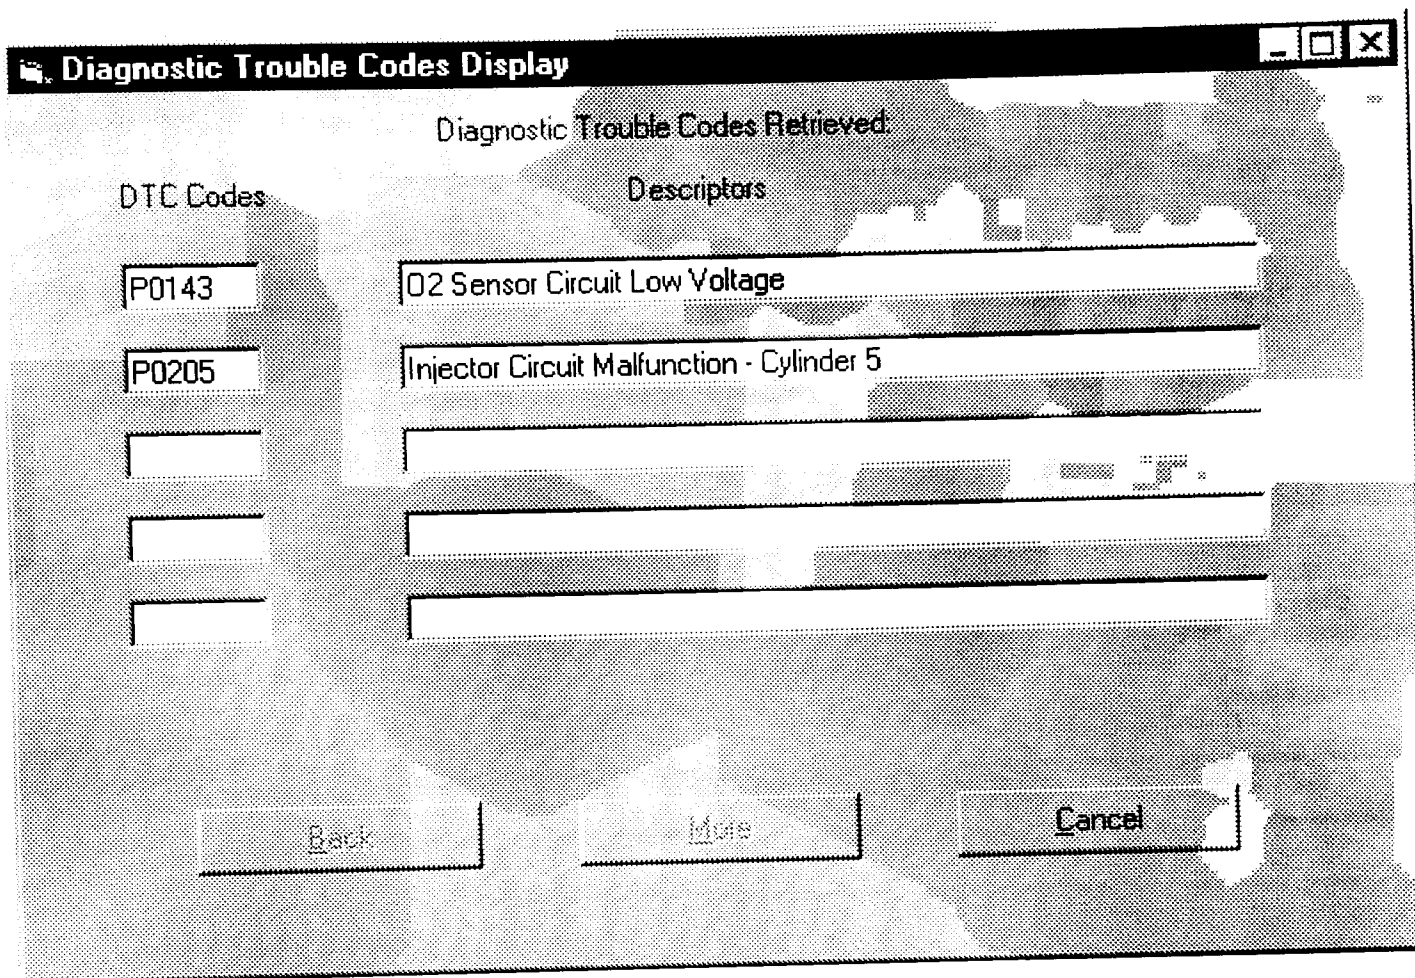 Diagnostic Trouble Codes Display
Diagnostic Trouble Codes Retrieved:
DTC Codes Descriptors
P0143 O2 Sensor Circuit Low Voltage
P0205 Injector Circuit Malfunction - Cylinder 5
Back More Cancel